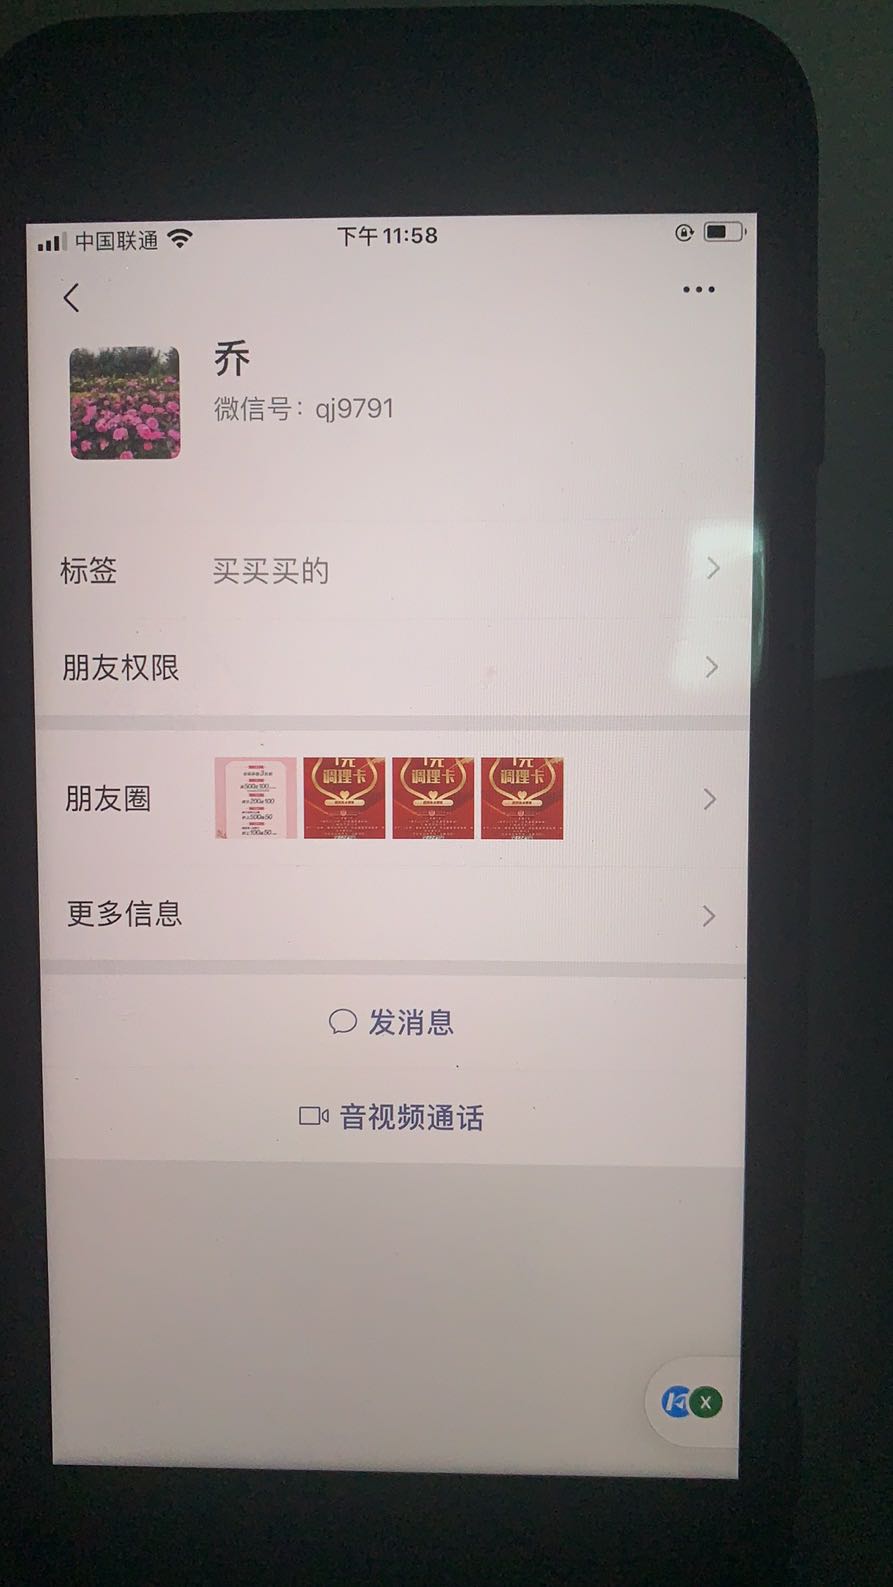 中国联通
下午11:58
乔
微信号：qj9791
标签 买买买的
朋友权限
朋友圈
1元
调理卡
1元
调理卡
1元
调理卡
更多信息
发消息
音视频通话
X